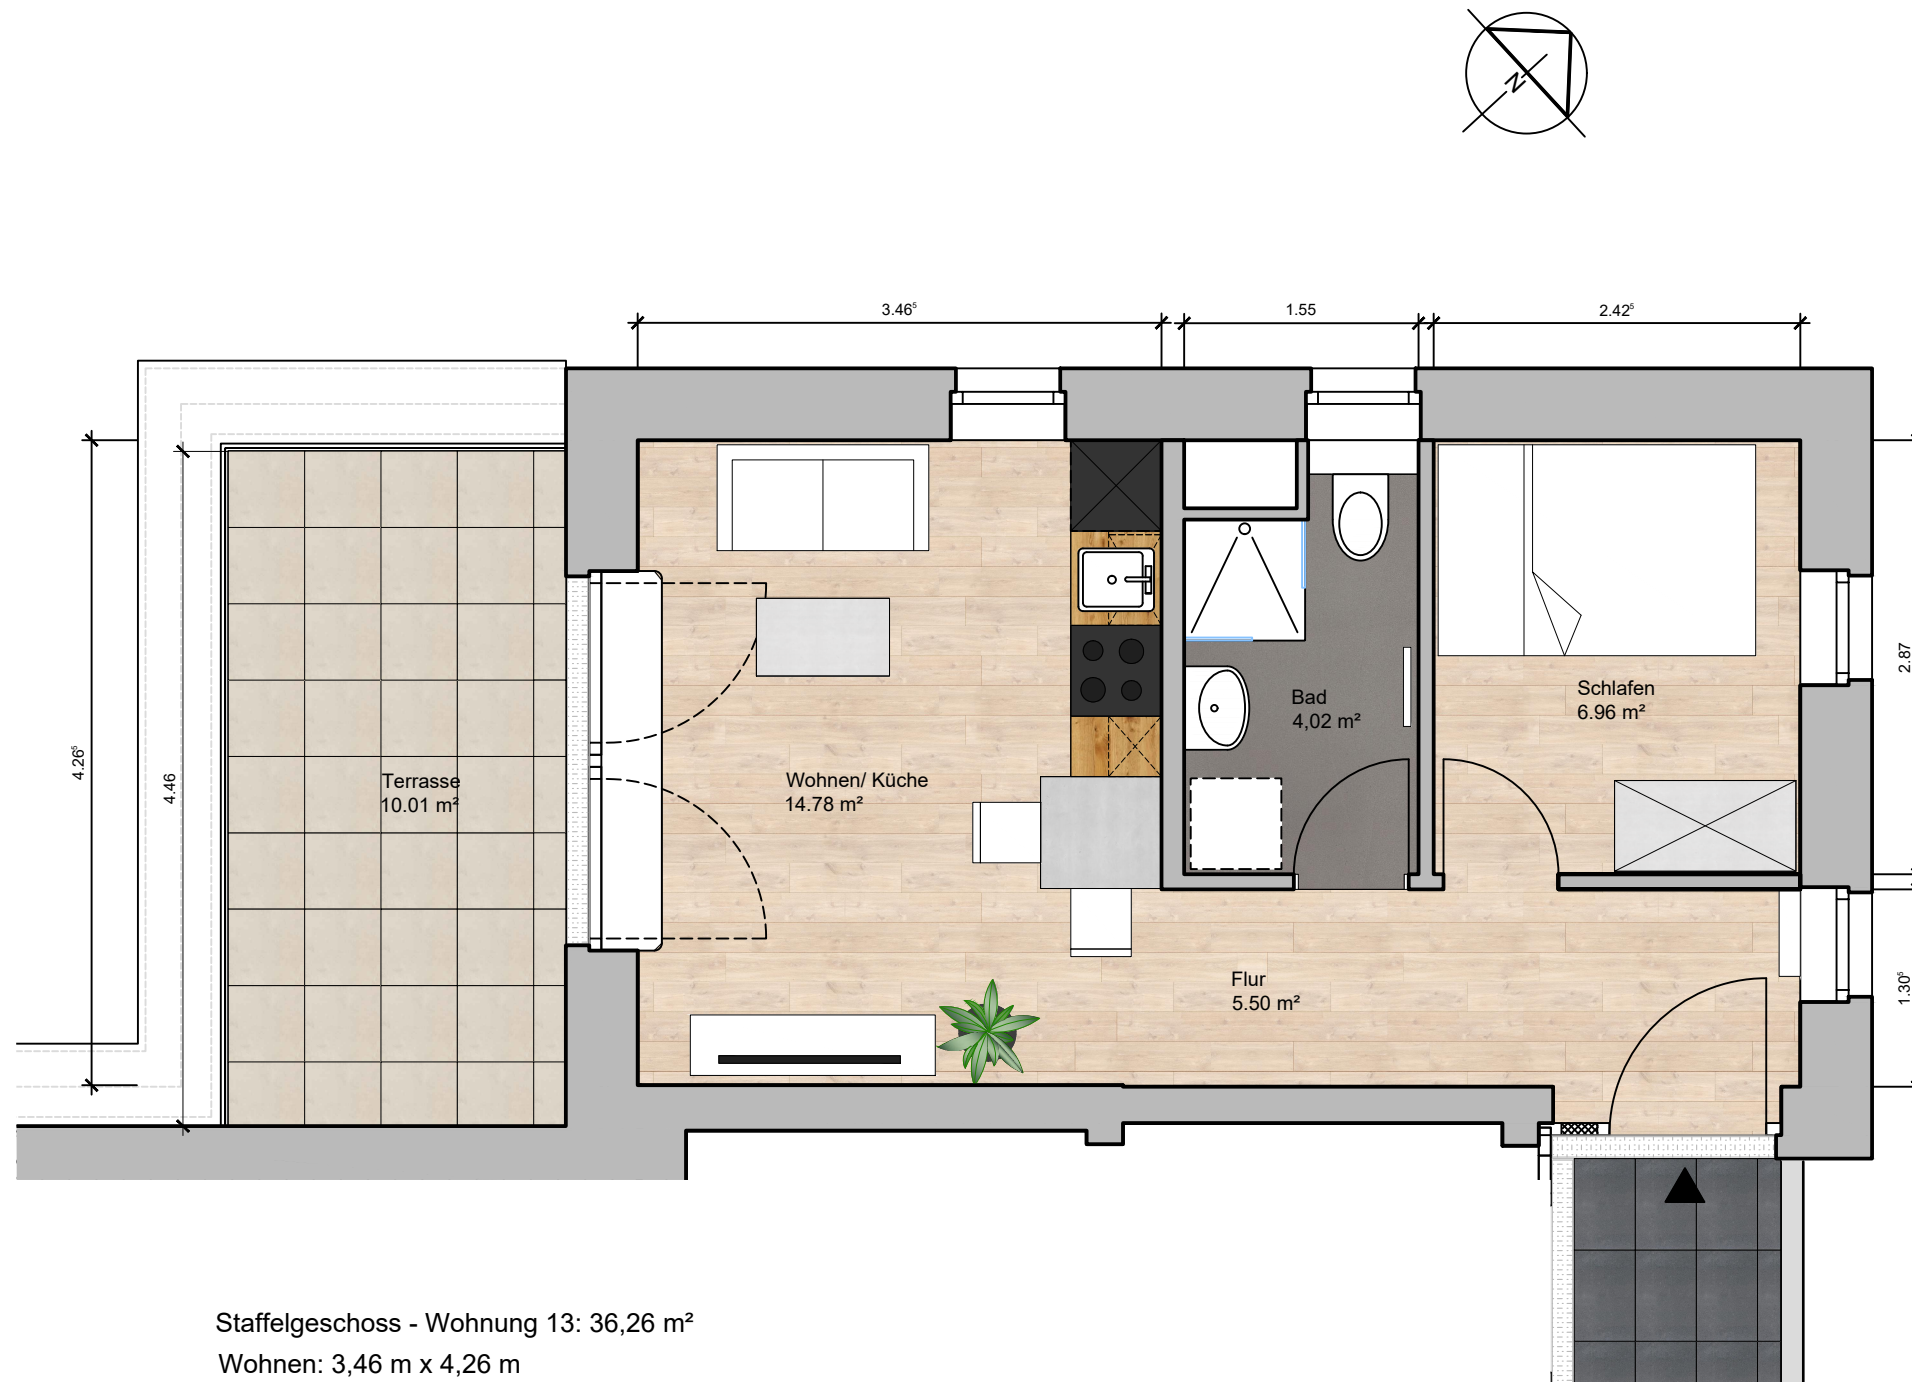 N
3.46⁵
1.55
2.42⁵
4.26⁵
4.46
2.87
1.30⁵
Terrasse
10.01 m²
Wohnen/ Küche
14.78 m²
Bad
4,02 m²
Schlafen
6.96 m²
Flur
5.50 m²
Staffelgeschoss - Wohnung 13: 36,26 m²
Wohnen: 3,46 m x 4,26 m